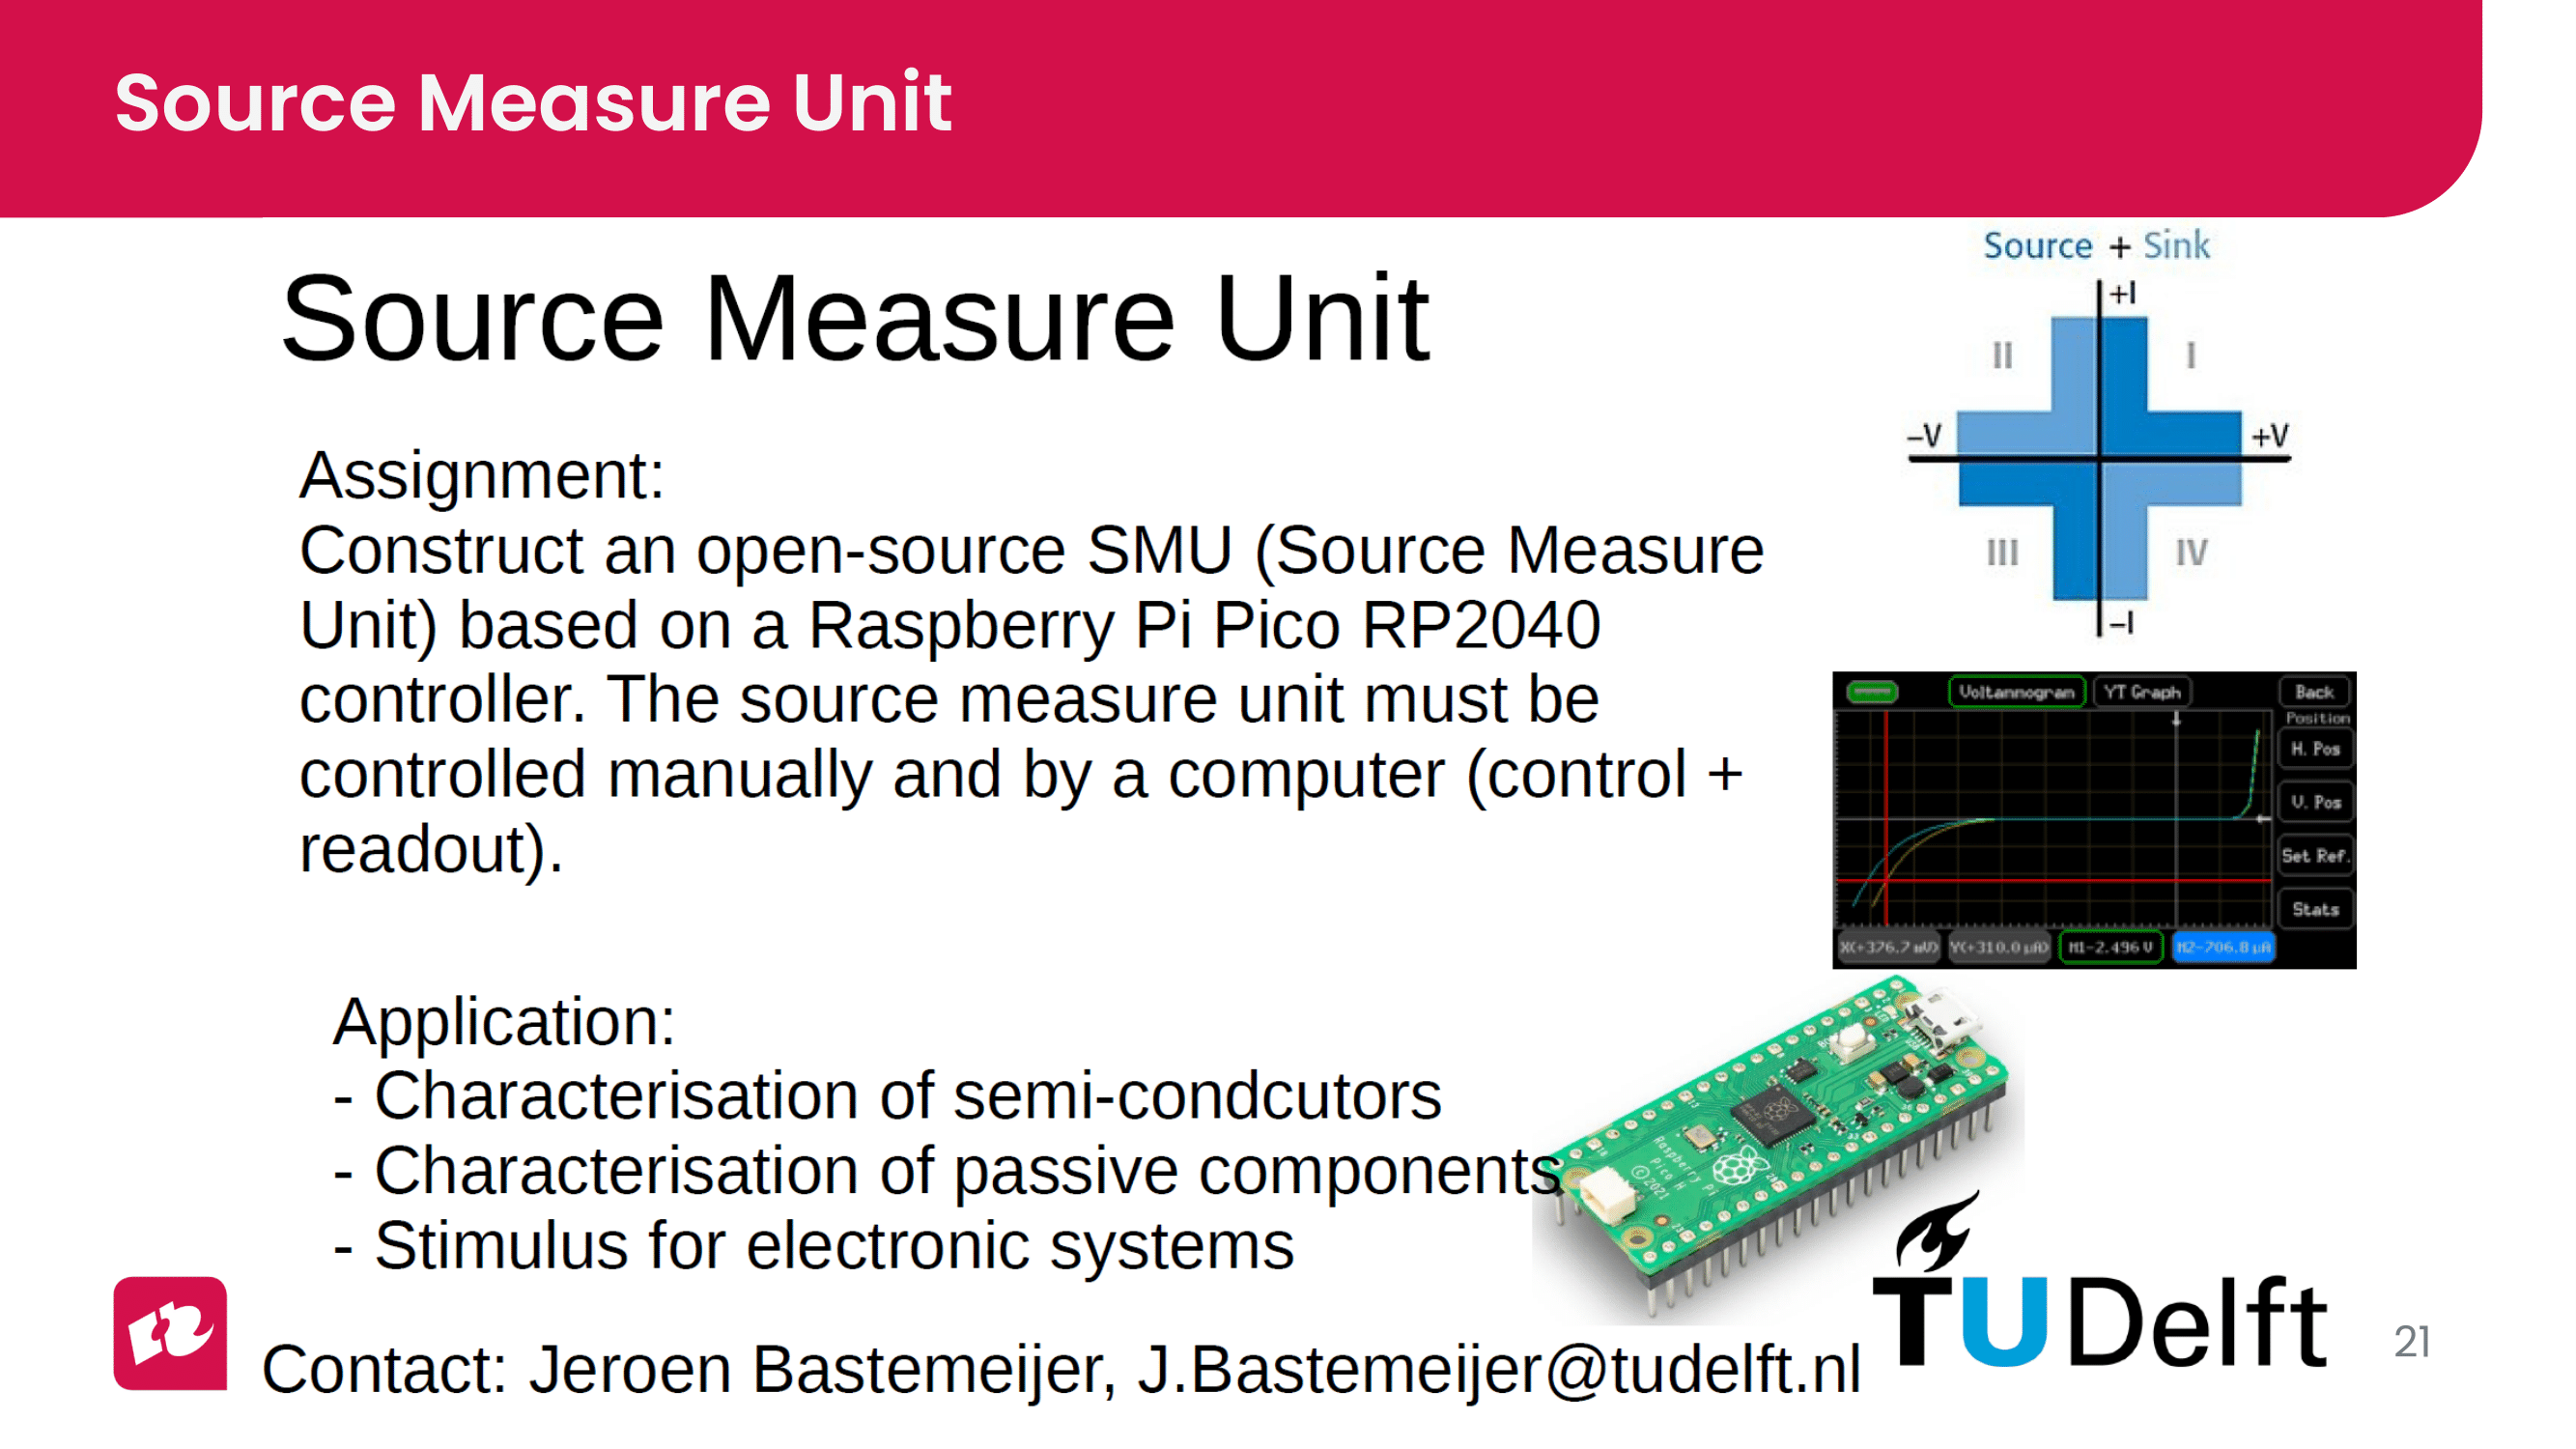 Source Measure Unit
Source + Sink
+I
II
I
–V
+V
III
IV
–I
Source Measure Unit
Assignment:
Construct an open-source SMU (Source Measure
Unit) based on a Raspberry Pi Pico RP2040
controller. The source measure unit must be
controlled manually and by a computer (control +
readout).
Voltamnogram
YT Graph
Back
Position
H. Pos
V. Pos
Set Ref.
Stats
X(+376.7 mV)
Y(+310.0 µA)
M1-2.496 V
M2-706.8 µA
Application:
- Characterisation of semi-condcutors
- Characterisation of passive components
- Stimulus for electronic systems
Raspberry Pi
Pico H
©2021
Contact: Jeroen Bastemeijer, J.Bastemeijer@tudelft.nl
TUDelft
21